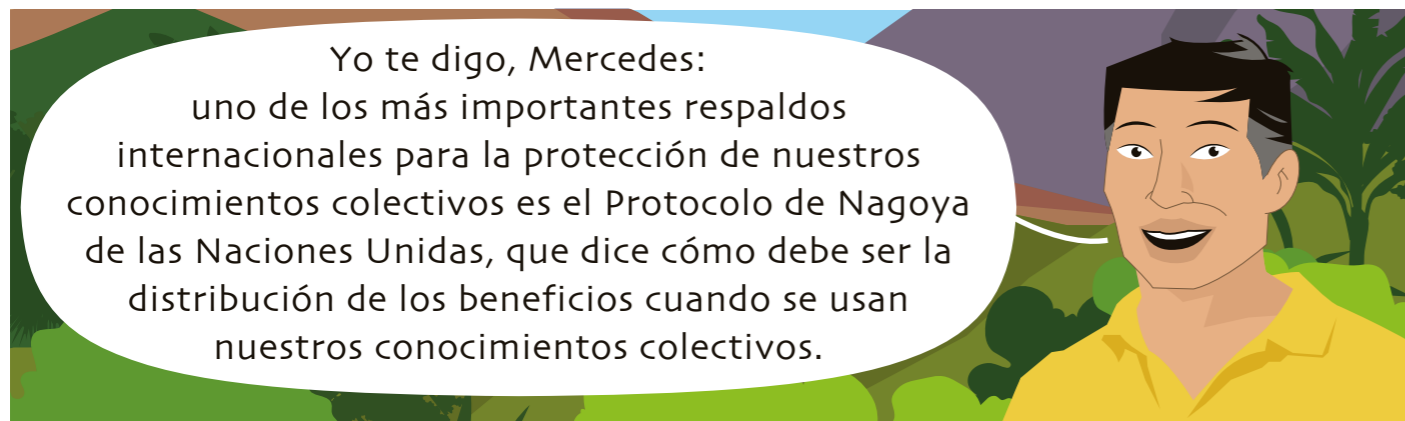 Yo te digo, Mercedes:
uno de los más importantes respaldos
internacionales para la protección de nuestros
conocimientos colectivos es el Protocolo de Nagoya
de las Naciones Unidas, que dice cómo debe ser la
distribución de los beneficios cuando se usan
nuestros conocimientos colectivos.